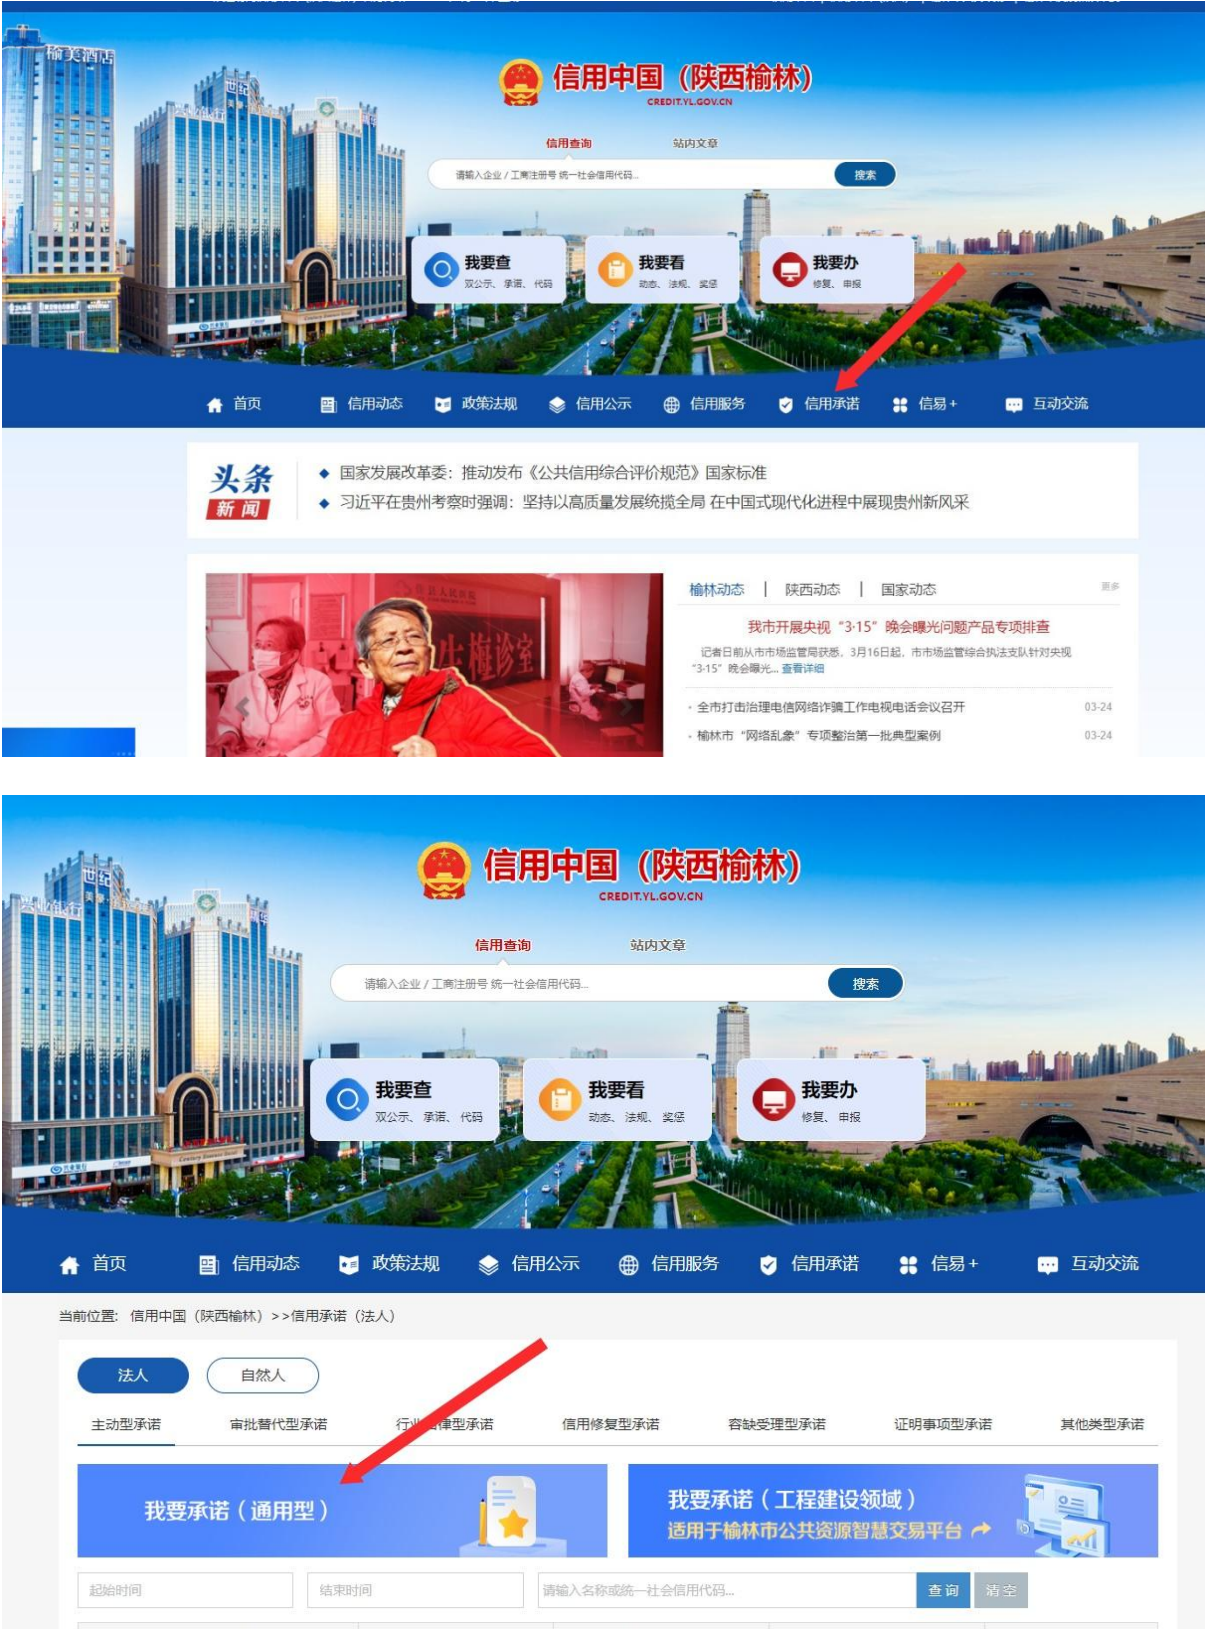 榆美酒店
世纪
信用中国（陕西榆林）
CREDIT.YL.GOV.CN
信用查询 站内文章
请输入企业 / 工商注册号 统一社会信用代码... 搜索
我要查 我要看 我要办
双公示、 承诺、 代码 动态、 法规、 奖惩 修复、 申报
首页 信用动态 政策法规 信用公示 信用服务 信用承诺 信易+ 互动交流
头条
新闻
国家发展改革委：推动发布《公共信用综合评价规范》国家标准
习近平在贵州考察时强调：坚持以高质量发展统揽全局 在中国式现代化进程中展现贵州新风采
榆林动态 | 陕西动态 | 国家动态 更多
我市开展央视“3·15”晚会曝光问题产品专项排查
记者日前从市市场监管局获悉，3月16日起，市市场监管综合执法支队针对央视
“3·15”晚会曝光... 查看详细
全市打击治理电信网络诈骗工作电视电话会议召开 03-24
榆林市“网络乱象”专项整治第一批典型案例 03-24
世纪
兴业银行
信用中国（陕西榆林）
CREDIT.YL.GOV.CN
信用查询 站内文章
请输入企业 / 工商注册号 统一社会信用代码... 搜索
我要查 我要看 我要办
双公示、 承诺、 代码 动态、 法规、 奖惩 修复、 申报
首页 信用动态 政策法规 信用公示 信用服务 信用承诺 信易+ 互动交流
当前位置: 信用中国（陕西榆林）>>信用承诺（法人）
法人 自然人
主动型承诺 审批替代型承诺 行业自律型承诺 信用修复型承诺 容缺受理型承诺 证明事项型承诺 其他类型承诺
我要承诺（通用型）
我要承诺（工程建设领域）
适用于榆林市公共资源智慧交易平台
起始时间 结束时间 请输入名称或统一社会信用代码... 查询 清空